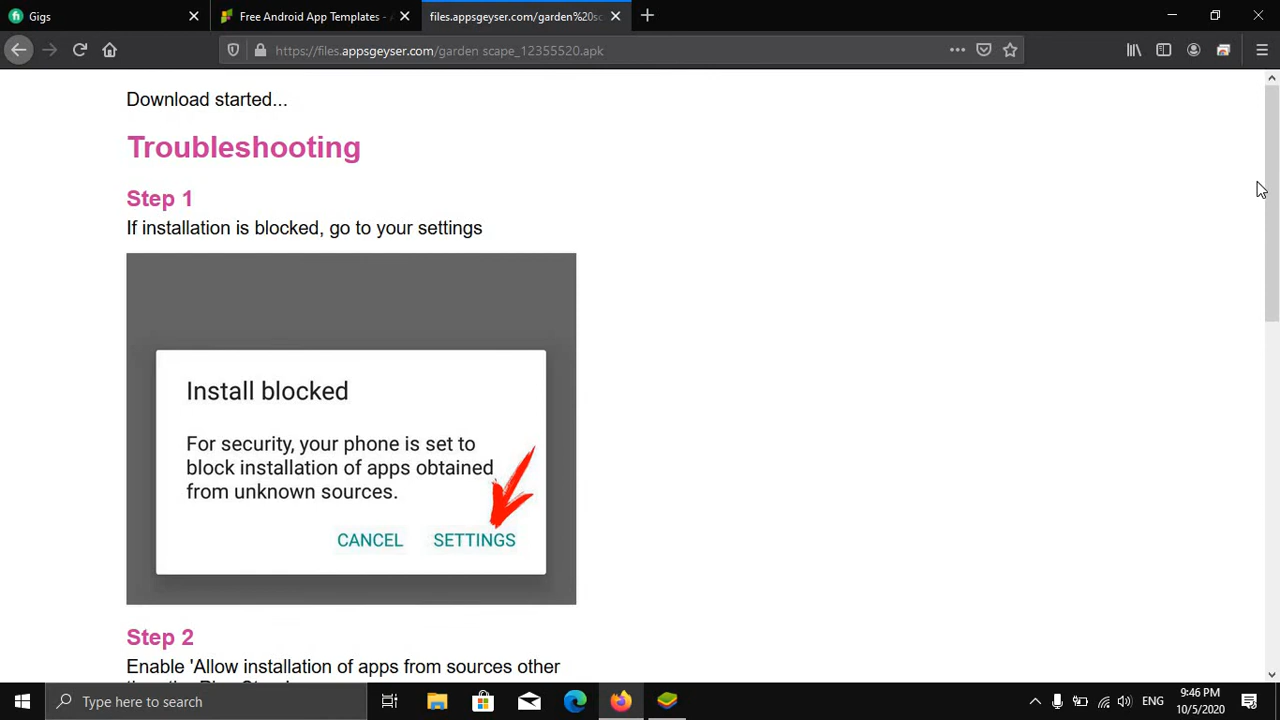 Gigs
Free Android App Templates -
files.appsgeyser.com/garden%20sc
https://files.appsgeyser.com/garden scape_12355520.apk
Download started...
Troubleshooting
Step 1
If installation is blocked, go to your settings
Install blocked
For security, your phone is set to
block installation of apps obtained
from unknown sources.
CANCEL SETTINGS
Step 2
Enable 'Allow installation of apps from sources other
Type here to search
ENG
9:46 PM
10/5/2020